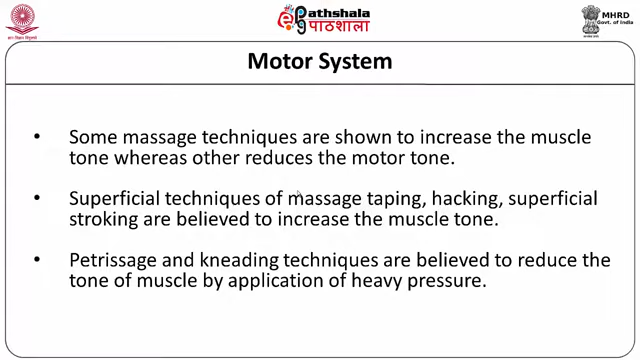 Pathshala
पाठशाला
MHRD
Govt. of India
Motor System
• Some massage techniques are shown to increase the muscle
tone whereas other reduces the motor tone.
• Superficial techniques of massage taping, hacking, superficial
stroking are believed to increase the muscle tone.
• Petrissage and kneading techniques are believed to reduce the
tone of muscle by application of heavy pressure.